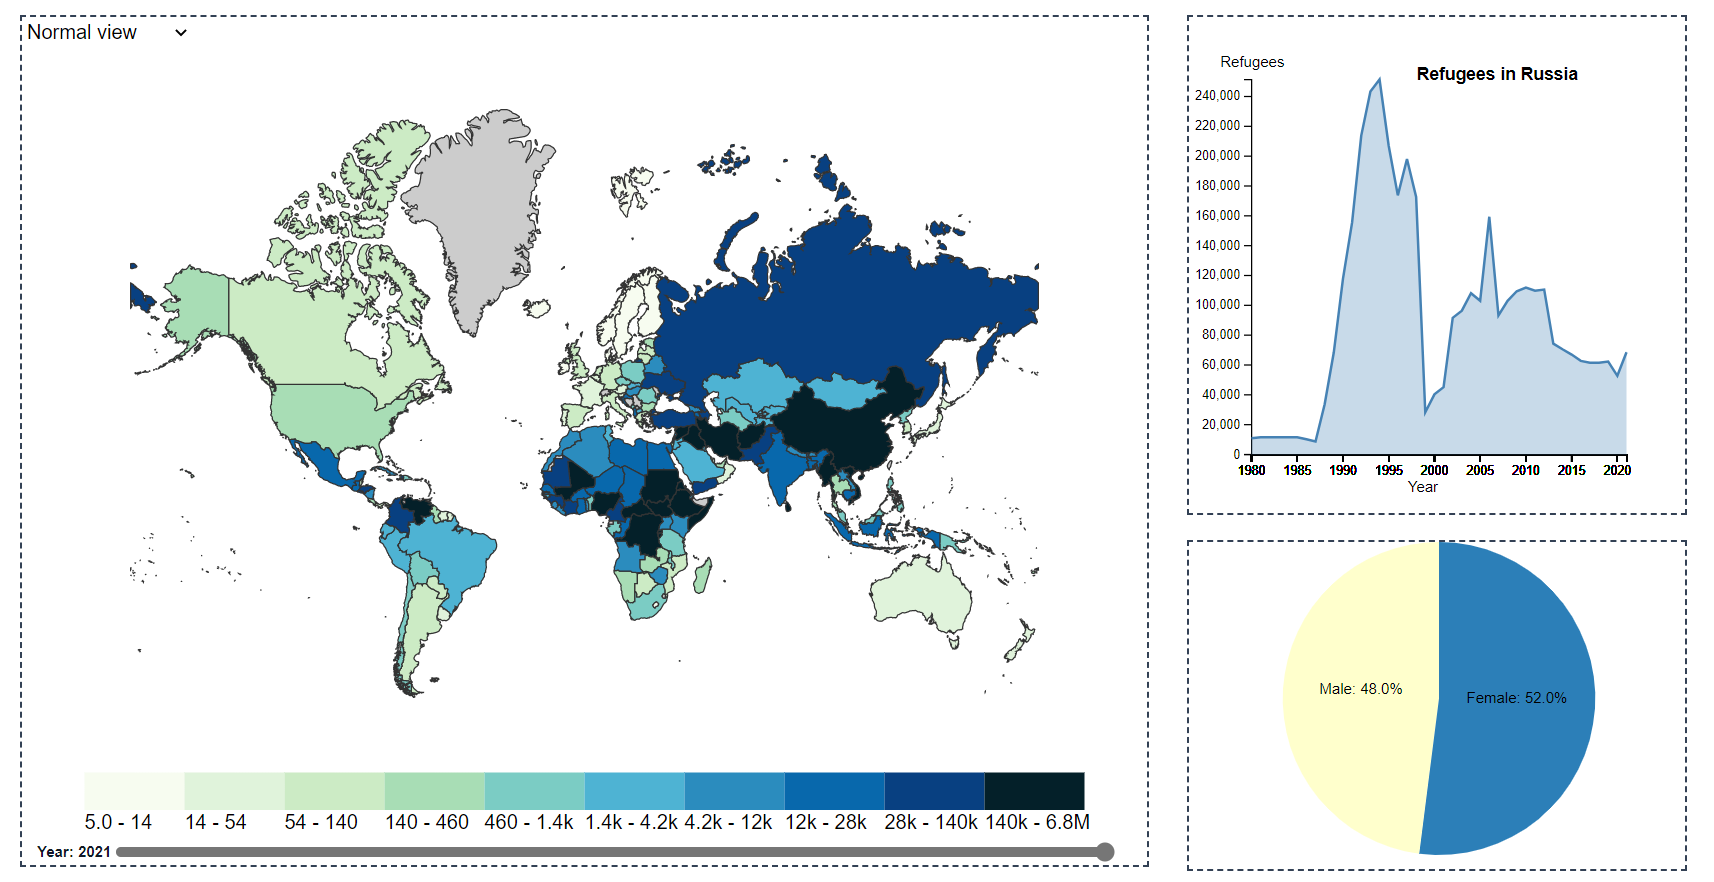 Normal view
5.0 - 14 14 - 54 54 - 140 140 - 460 460 - 1.4k 1.4k - 4.2k 4.2k - 12k 12k - 28k 28k - 140k 140k - 6.8M
Year: 2021
Refugees
Refugees in Russia
240,000
220,000
200,000
180,000
160,000
140,000
120,000
100,000
80,000
60,000
40,000
20,000
0
1980 1985 1990 1995 2000 2005 2010 2015 2020
Year
Male: 48.0%
Female: 52.0%